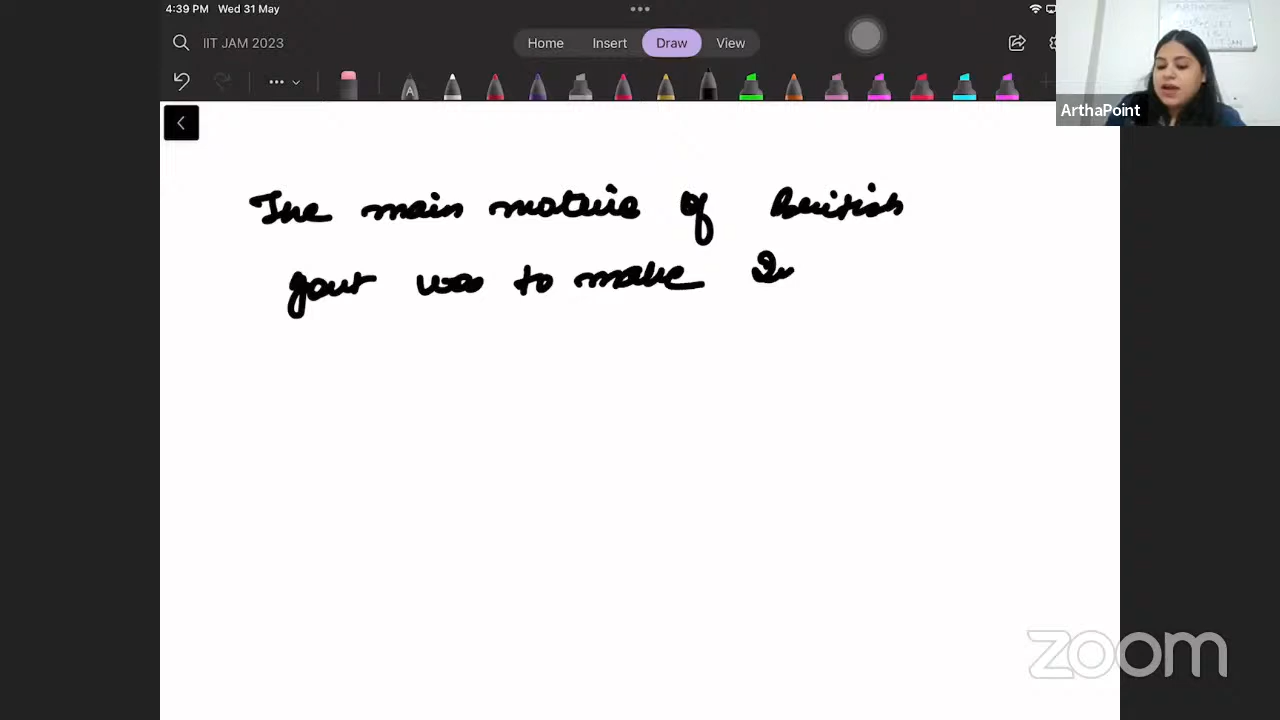 4:39 PM Wed 31 May
IIT JAM 2023
Home Insert Draw View
ArthaPoint
The main motive of British
govt was to make In
zoom